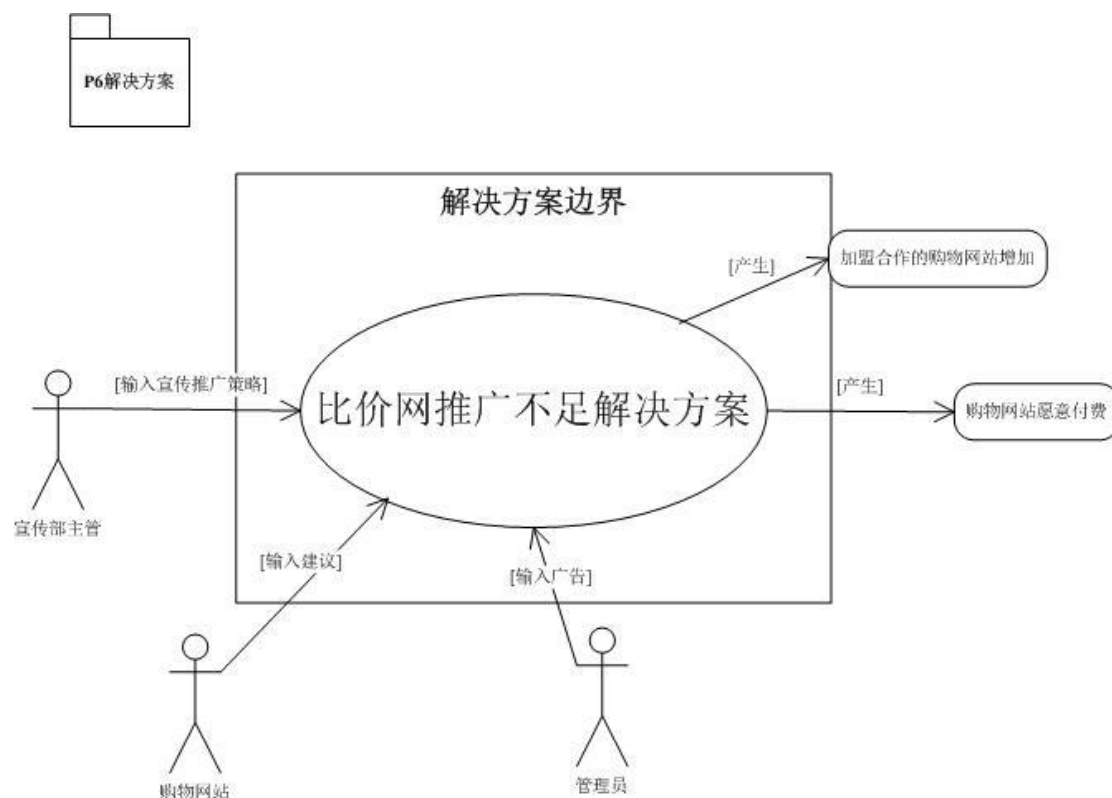 P6解决方案
解决方案边界
[产生]
加盟合作的购物网站增加
[输入宣传推广策略]
比价网推广不足解决方案
[产生]
购物网站愿意付费
宣传部主管
[输入建议]
[输入广告]
购物网站
管理员